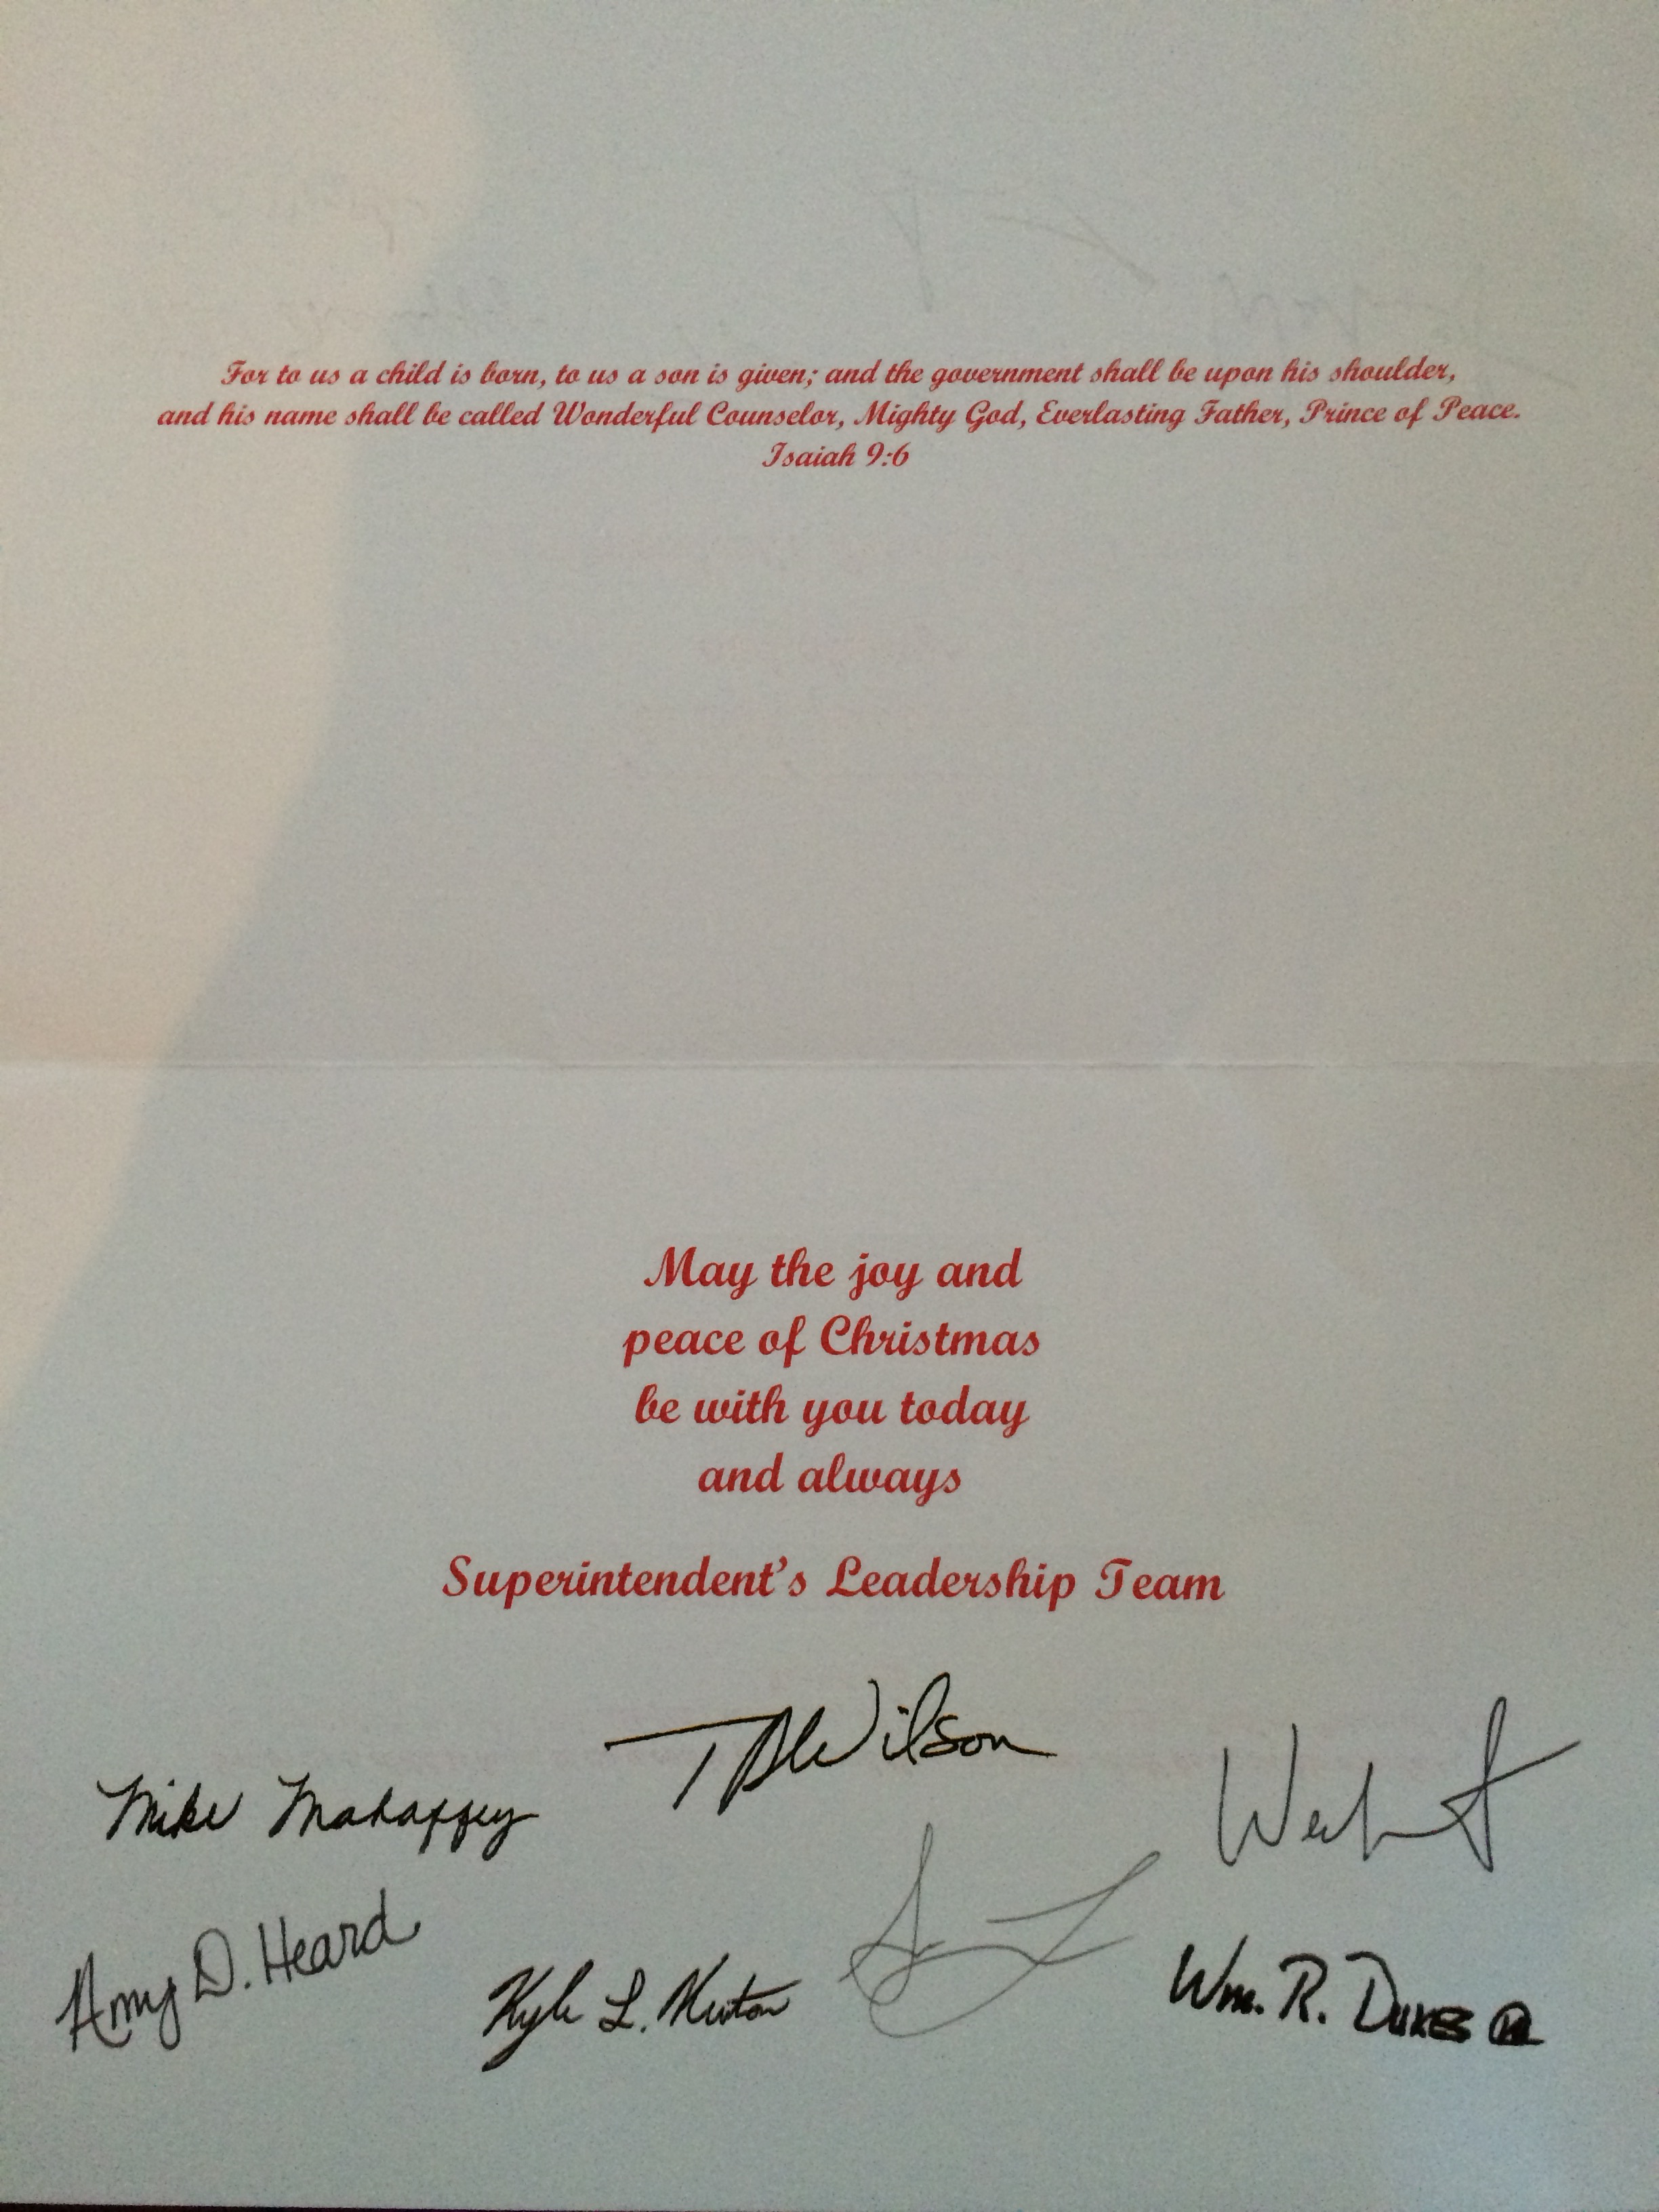 For to us a child is born, to us a son is given; and the government shall be upon his shoulder,
and his name shall be called Wonderful Counselor, Mighty God, Everlasting Father, Prince of Peace.
Isaiah 9:6
May the joy and
peace of Christmas
be with you today
and always
Superintendent's Leadership Team
Wilson
Mike Mahaffey
Amy D. Heard
Kyle L.
Wm. R. Dukes